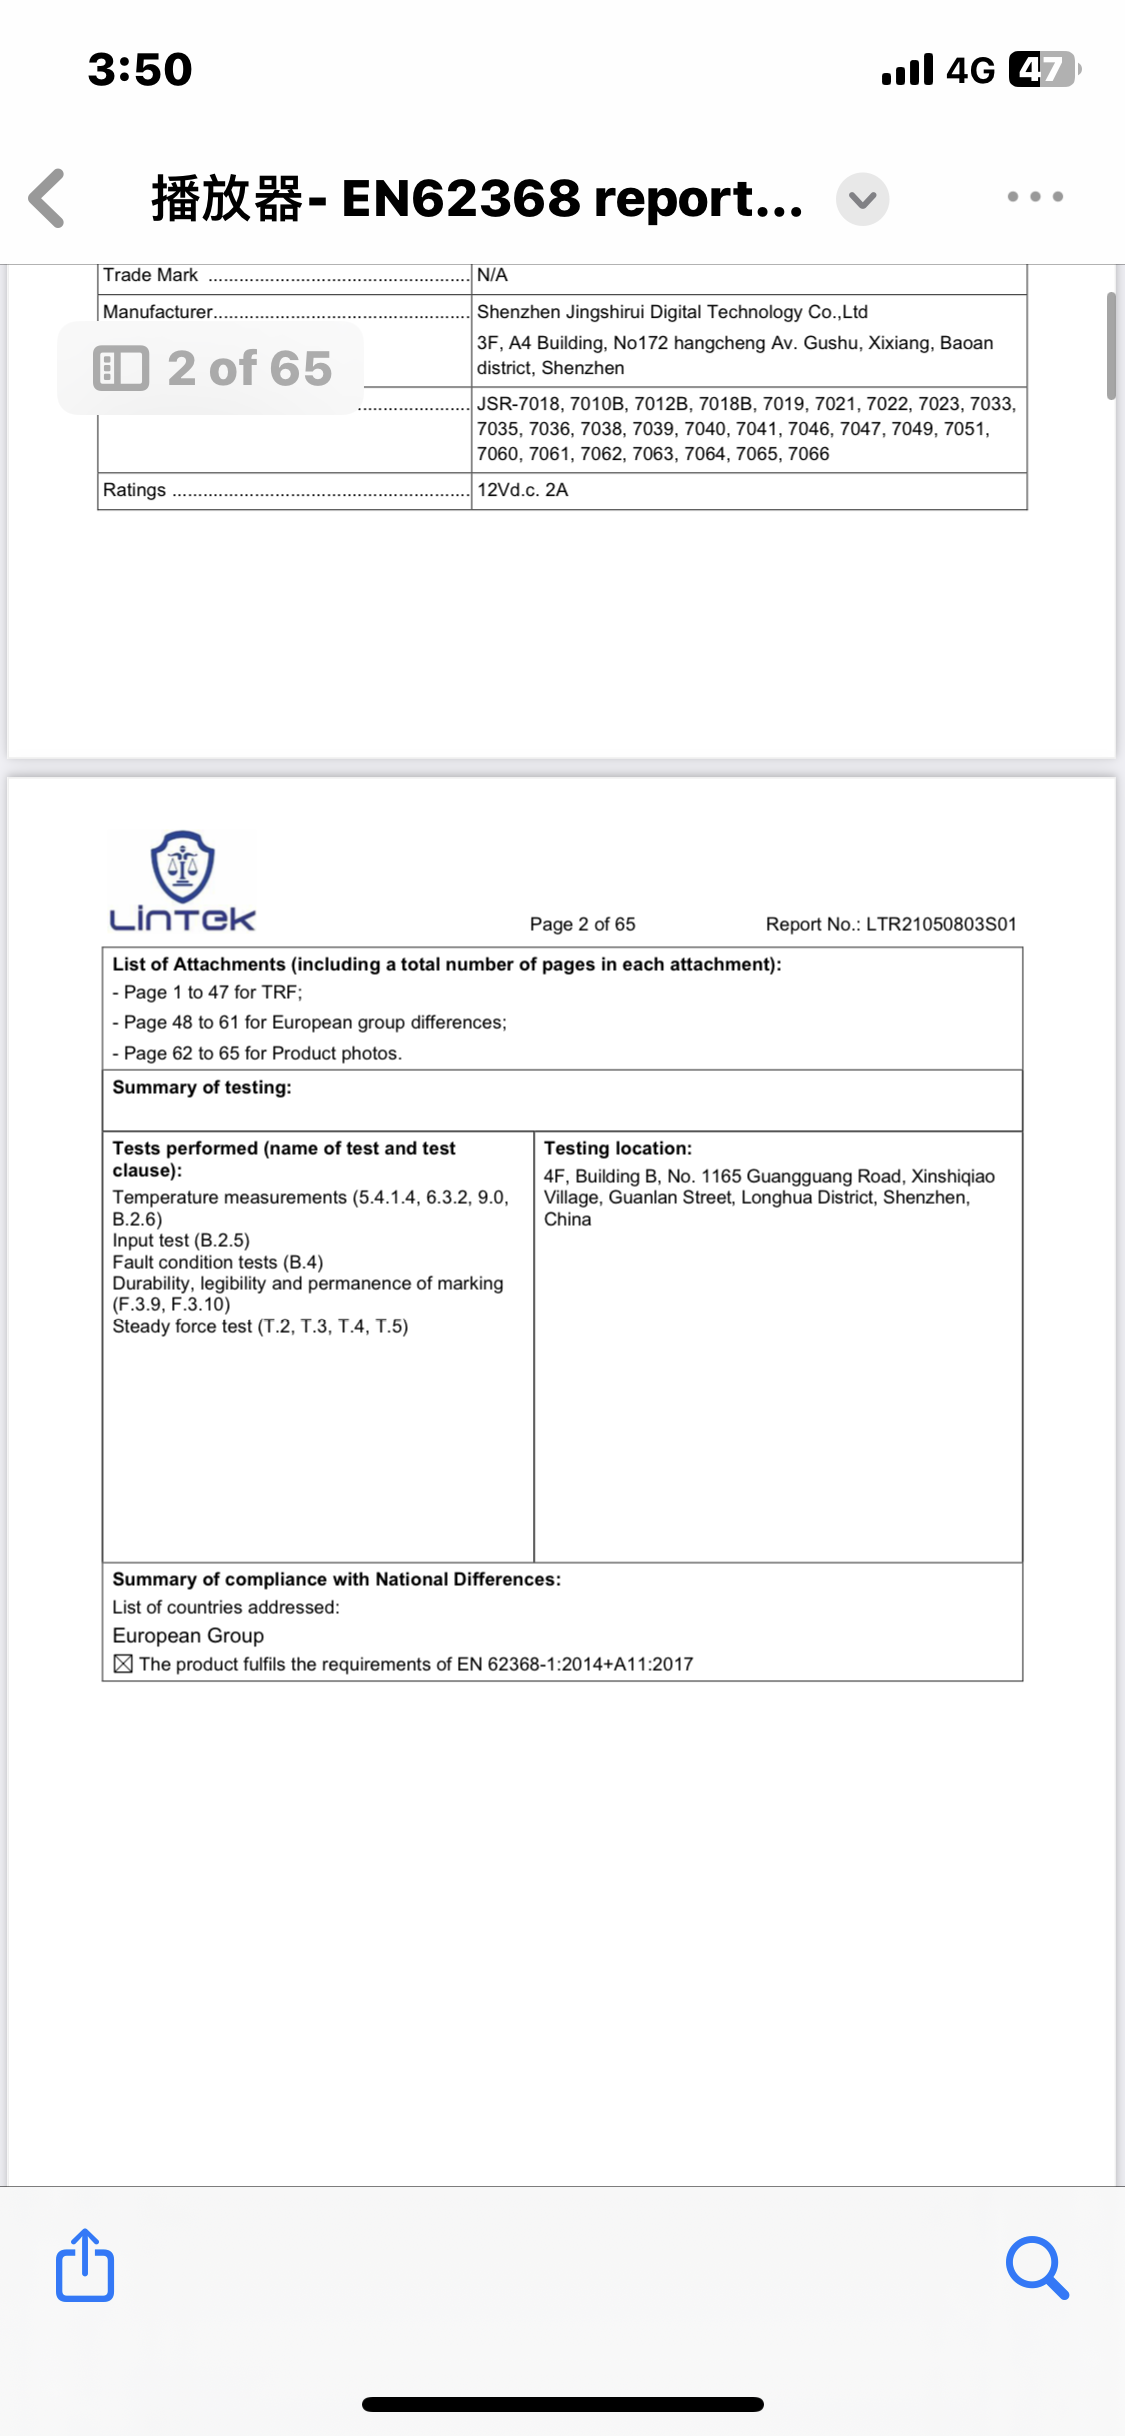 3:50
4G 47
播放器- EN62368 report...
Trade Mark ................................................... N/A
Manufacturer.................................................. Shenzhen Jingshirui Digital Technology Co.,Ltd
3F, A4 Building, No172 hangcheng Av. Gushu, Xixiang, Baoan
district, Shenzhen
2 of 65
...................... JSR-7018, 7010B, 7012B, 7018B, 7019, 7021, 7022, 7023, 7033,
7035, 7036, 7038, 7039, 7040, 7041, 7046, 7047, 7049, 7051,
7060, 7061, 7062, 7063, 7064, 7065, 7066
Ratings .......................................................... 12Vd.c. 2A
LINTEK
Page 2 of 65
Report No.: LTR21050803S01
List of Attachments (including a total number of pages in each attachment):
- Page 1 to 47 for TRF;
- Page 48 to 61 for European group differences;
- Page 62 to 65 for Product photos.
Summary of testing:
Tests performed (name of test and test
clause):
Temperature measurements (5.4.1.4, 6.3.2, 9.0,
B.2.6)
Input test (B.2.5)
Fault condition tests (B.4)
Durability, legibility and permanence of marking
(F.3.9, F.3.10)
Steady force test (T.2, T.3, T.4, T.5)
Testing location:
4F, Building B, No. 1165 Guangguang Road, Xinshiqiao
Village, Guanlan Street, Longhua District, Shenzhen,
China
Summary of compliance with National Differences:
List of countries addressed:
European Group
☒ The product fulfils the requirements of EN 62368-1:2014+A11:2017